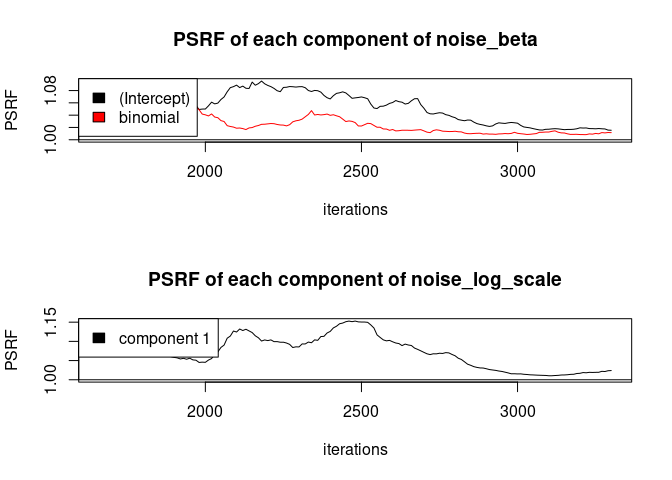 PSRF of each component of noise_beta
PSRF
1.08
1.00
(Intercept)
binomial
2000 2500 3000
iterations
PSRF of each component of noise_log_scale
PSRF
1.15
1.00
component 1
2000 2500 3000
iterations